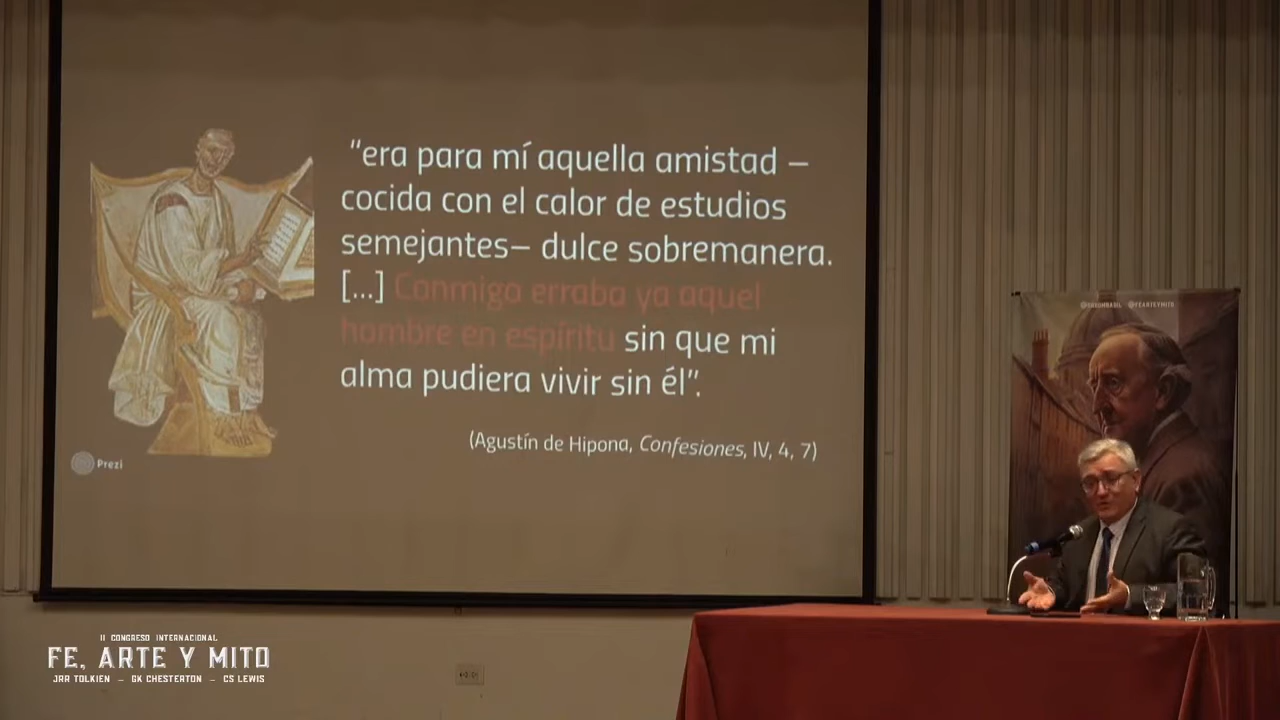 “era para mí aquella amistad –
cocida con el calor de estudios
semejantes– dulce sobremanera.
[...] Conmigo erraba ya aquel
hombre en espíritu sin que mi
alma pudiera vivir sin él”.
(Agustín de Hipona, Confesiones, IV, 4, 7)
Prezi
II CONGRESO INTERNACIONAL
FE, ARTE Y MITO
JRR TOLKIEN – GK CHESTERTON – CS LEWIS